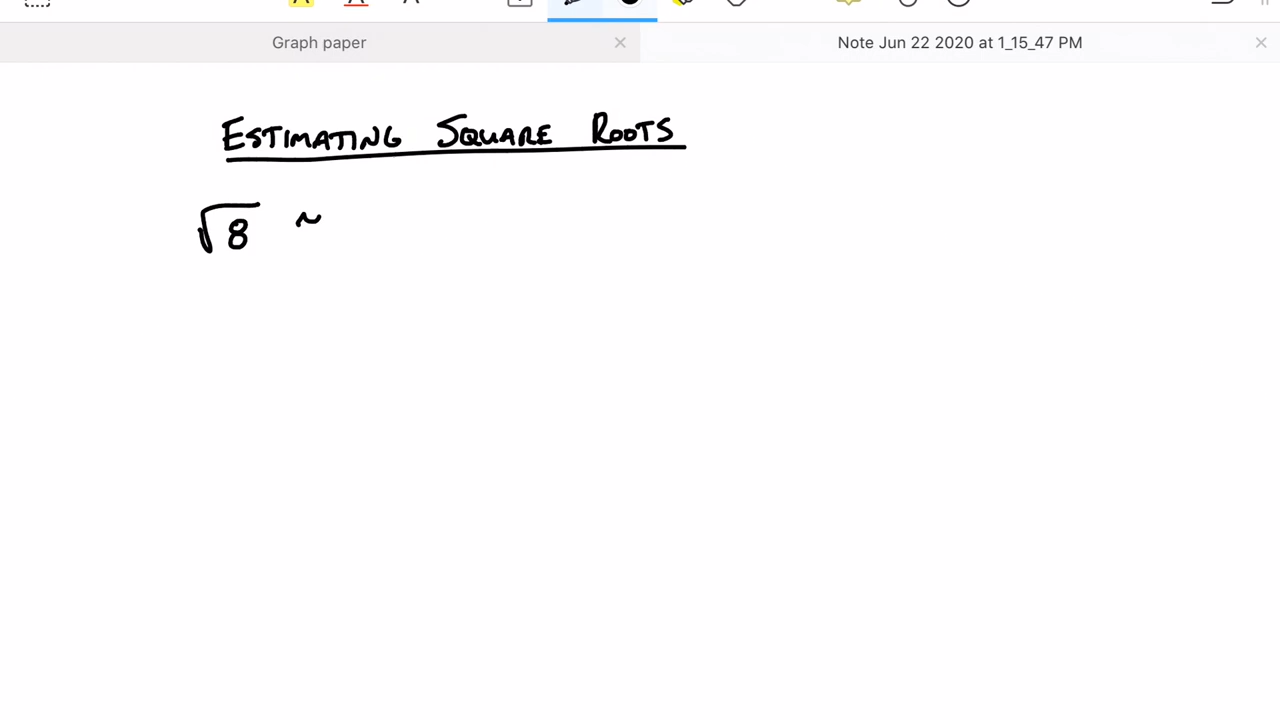 Graph paper
Note Jun 22 2020 at 1_15_47 PM
ESTIMATING SQUARE ROOTS
√8 ~